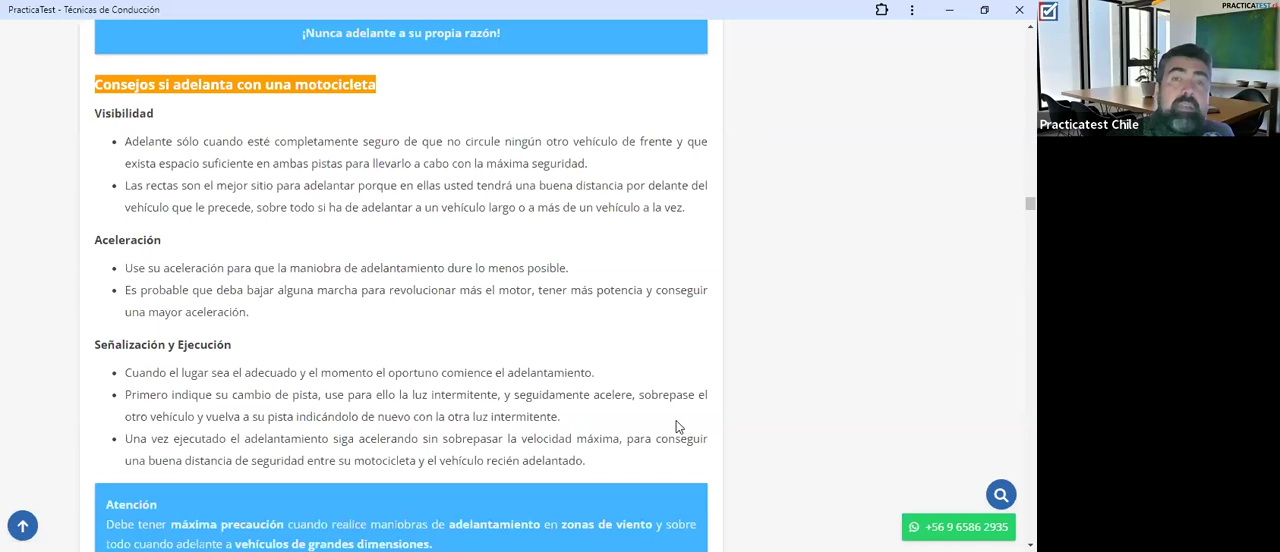 PracticaTest - Técnicas de Conducción
PRACTICATEST
¡Nunca adelante a su propia razón!
Consejos si adelanta con una motocicleta
Visibilidad
Practicatest Chile
• Adelante sólo cuando esté completamente seguro de que no circule ningún otro vehículo de frente y que
exista espacio suficiente en ambas pistas para llevarlo a cabo con la máxima seguridad.
• Las rectas son el mejor sitio para adelantar porque en ellas usted tendrá una buena distancia por delante del
vehículo que le precede, sobre todo si ha de adelantar a un vehículo largo o a más de un vehículo a la vez.
Aceleración
• Use su aceleración para que la maniobra de adelantamiento dure lo menos posible.
• Es probable que deba bajar alguna marcha para revolucionar más el motor, tener más potencia y conseguir
una mayor aceleración.
Señalización y Ejecución
• Cuando el lugar sea el adecuado y el momento el oportuno comience el adelantamiento.
• Primero indique su cambio de pista, use para ello la luz intermitente, y seguidamente acelere, sobrepase el
otro vehículo y vuelva a su pista indicándolo de nuevo con la otra luz intermitente.
• Una vez ejecutado el adelantamiento siga acelerando sin sobrepasar la velocidad máxima, para conseguir
una buena distancia de seguridad entre su motocicleta y el vehículo recién adelantado.
Atención
Debe tener máxima precaución cuando realice maniobras de adelantamiento en zonas de viento y sobre
todo cuando adelante a vehículos de grandes dimensiones.
+56 9 6586 2935